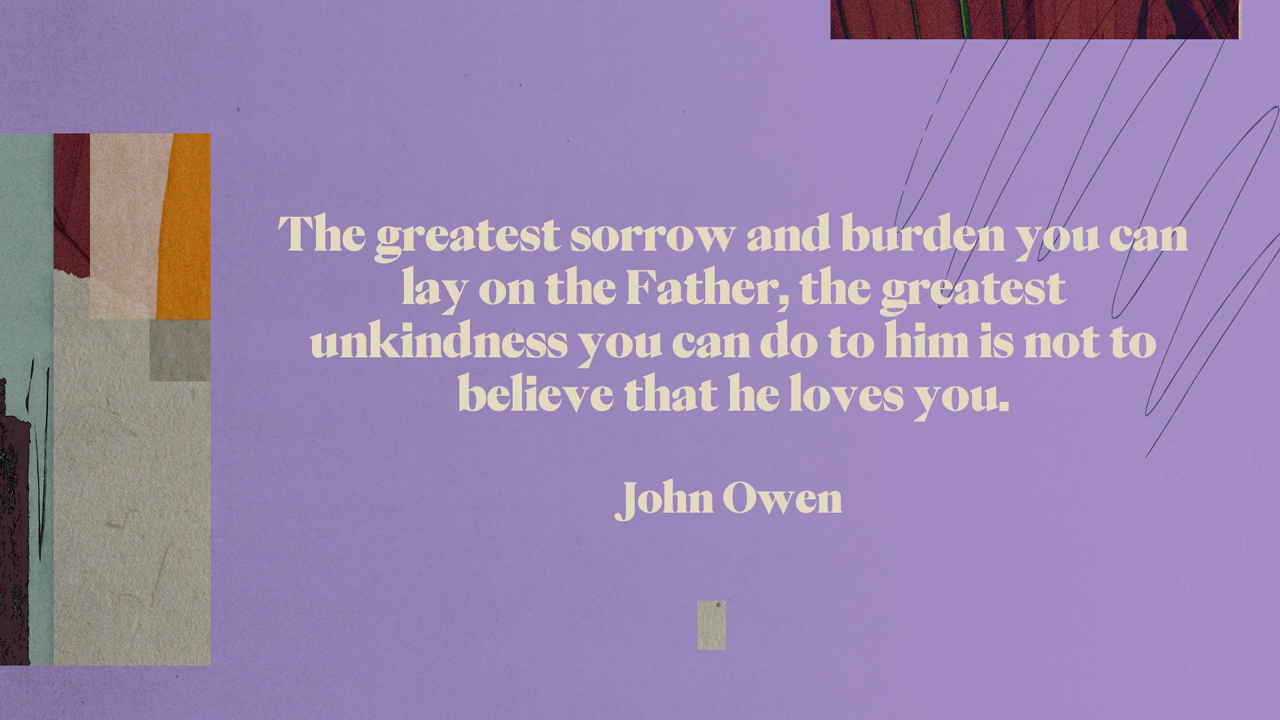 The greatest sorrow and burden you can
lay on the Father, the greatest
unkindness you can do to him is not to
believe that he loves you.
John Owen